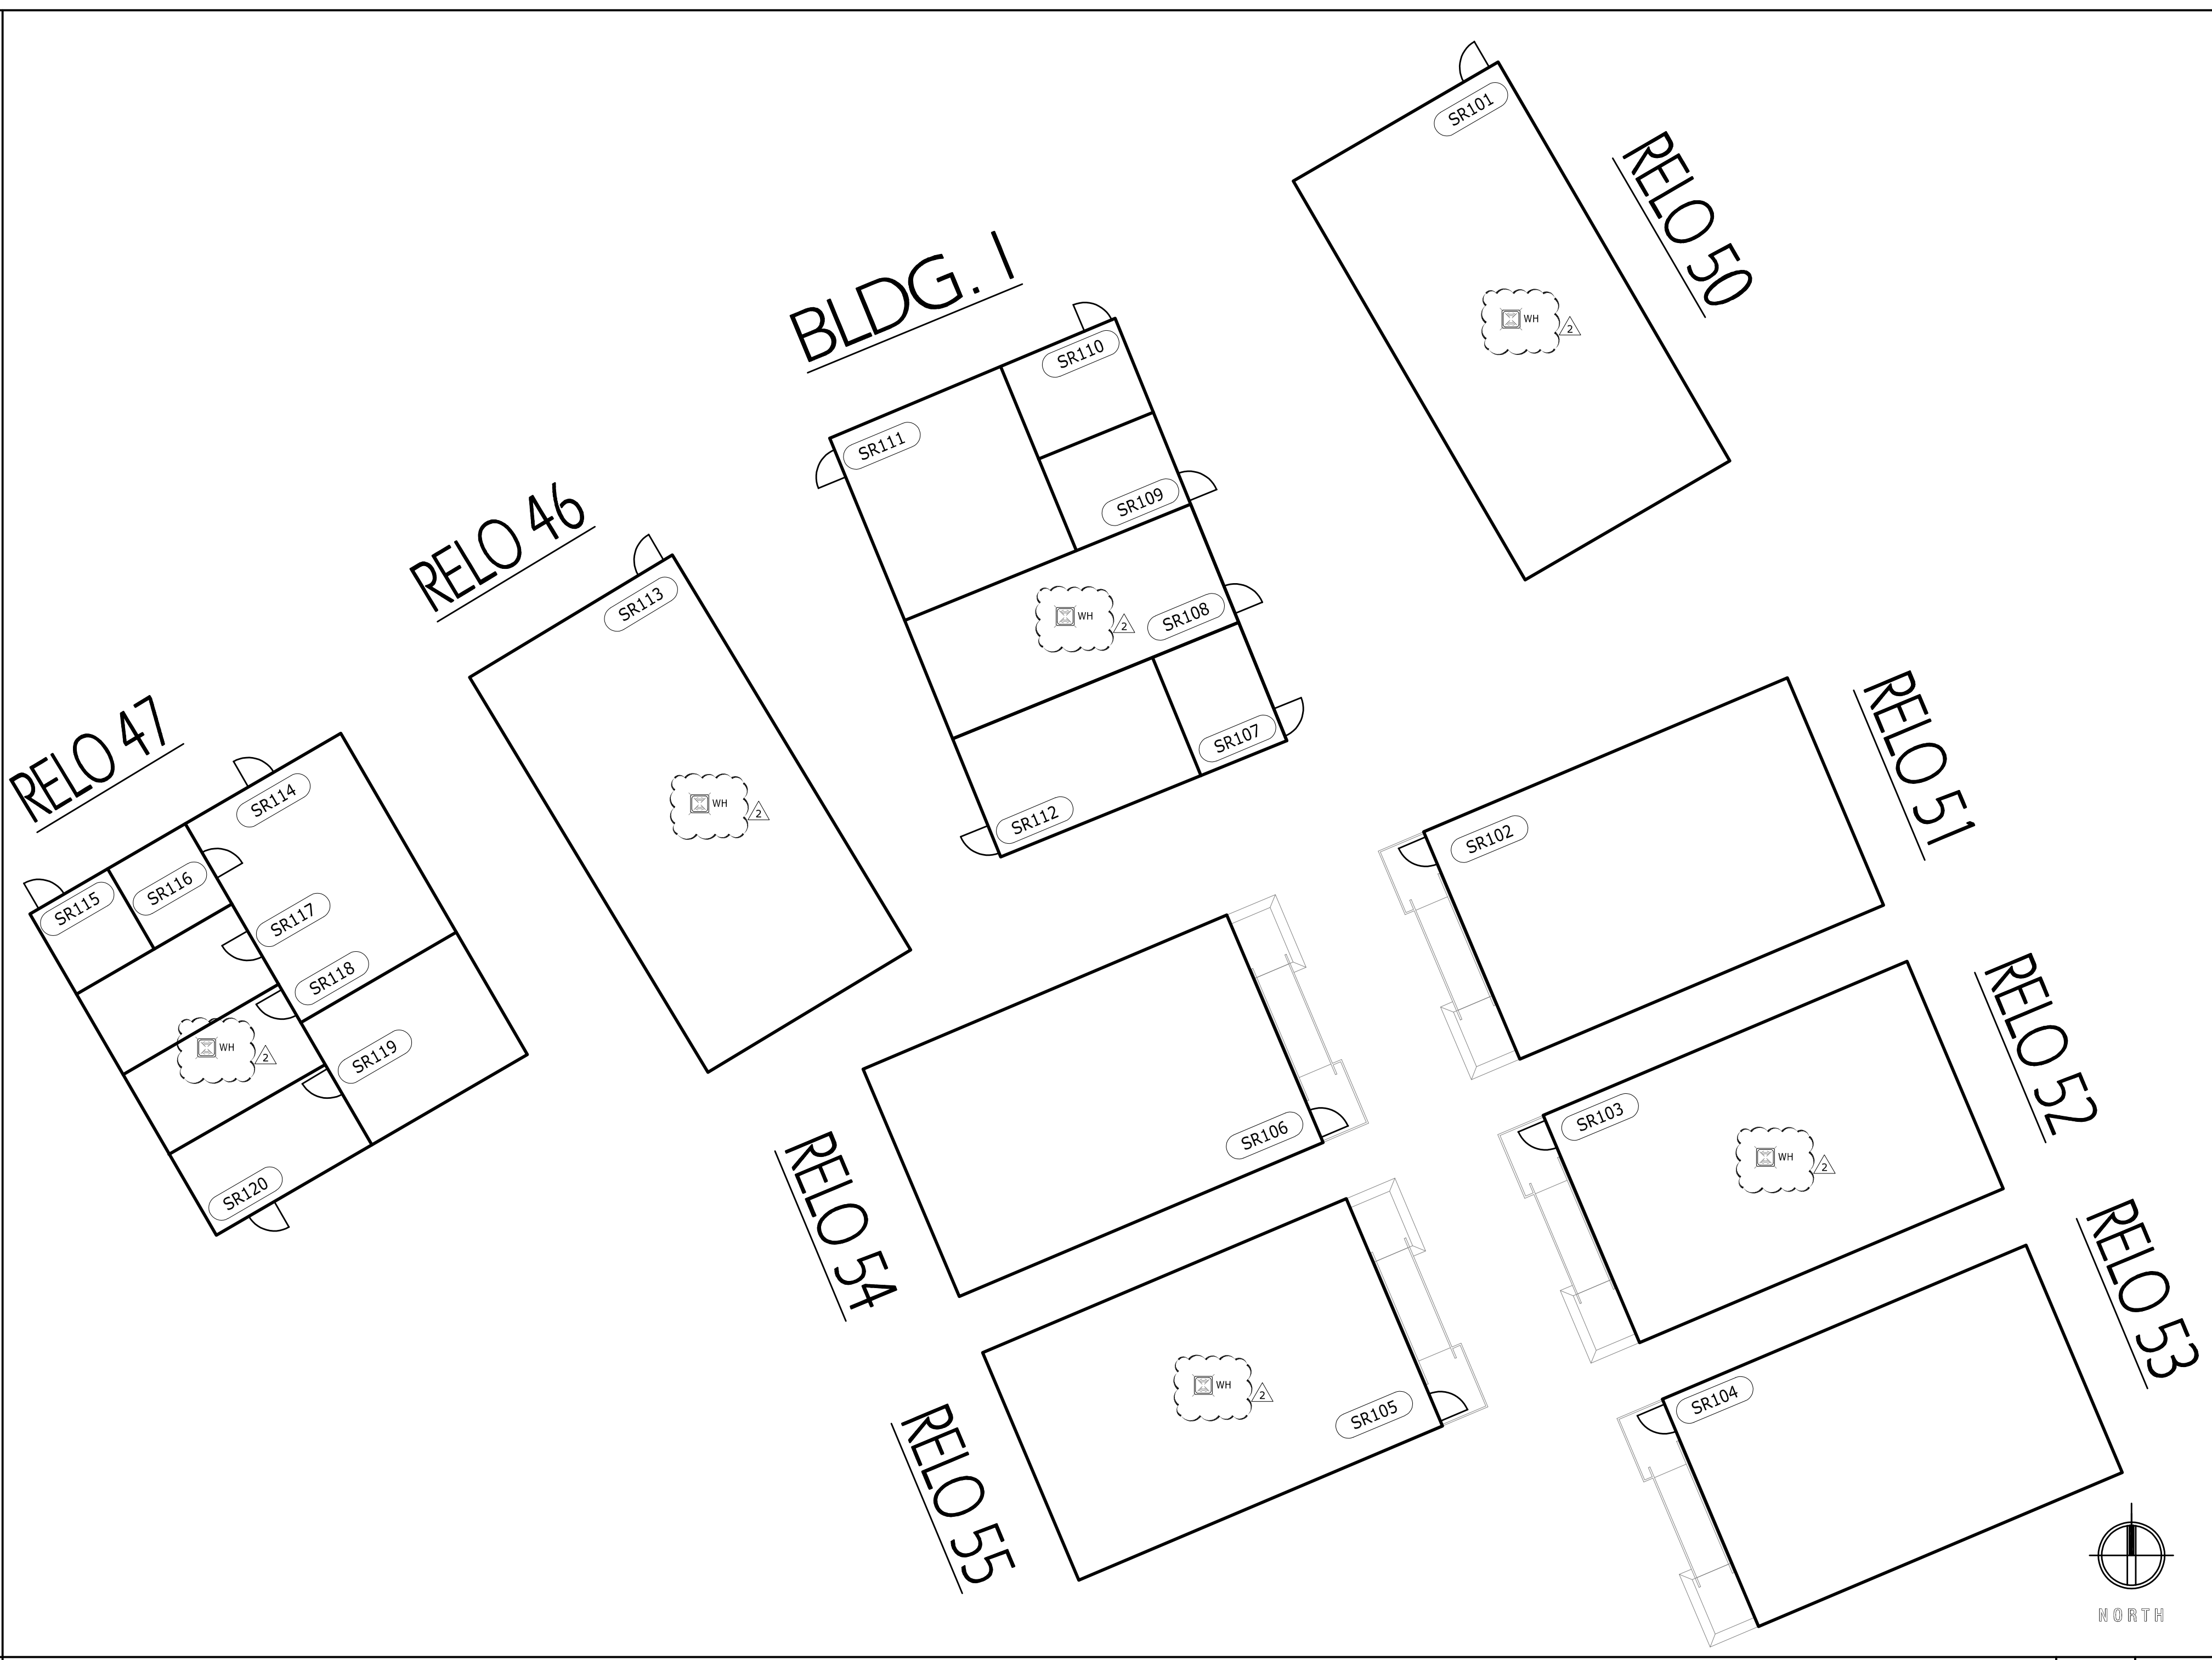 SR101
RELO 50
WH
2
BLDG. 1
SR110
SR111
SR109
SR108
WH
2
SR107
SR112
RELO 46
SR113
WH
2
RELO 47
SR114
SR115
SR116
SR117
SR118
WH
2
SR119
SR120
RELO 51
SR102
RELO 52
SR103
WH
2
RELO 53
SR104
RELO 54
SR106
RELO 55
WH
2
SR105
NORTH